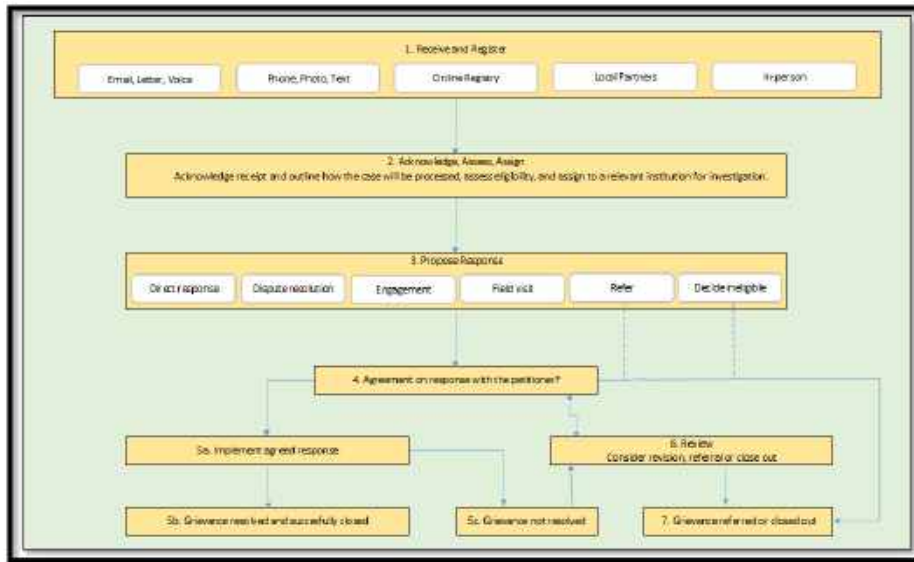 1. Receive and Register
Email, Letter, Voice
Phone, Photo, Text
Online Registry
Local Partners
In-person
2. Acknowledge, Assess, Assign
Acknowledge receipt and outline how the case will be processed, assess eligibility, and assign to a relevant institution for investigation.
3. Propose Response
Direct response
Dispute resolution
Engagement
Field visit
Refer
Decide ineligible
4. Agreement on response with the petitioner?
5a. Implement agreed response
6. Review
Consider revision, referral or close out
5b. Grievance resolved and succesfully closed
5c. Grievance not resolved
7. Grievance referred or closed out